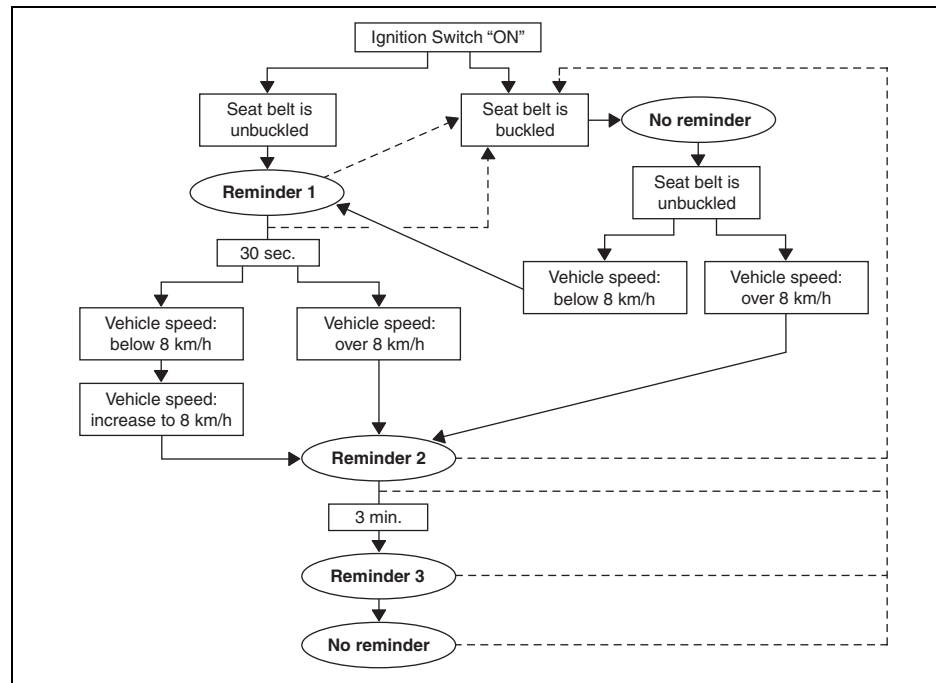 Ignition Switch “ON”
Seat belt is
unbuckled
Seat belt is
buckled
No reminder
Reminder 1
Seat belt is
unbuckled
30 sec.
Vehicle speed:
below 8 km/h
Vehicle speed:
over 8 km/h
Vehicle speed:
below 8 km/h
Vehicle speed:
over 8 km/h
Vehicle speed:
increase to 8 km/h
Reminder 2
3 min.
Reminder 3
No reminder